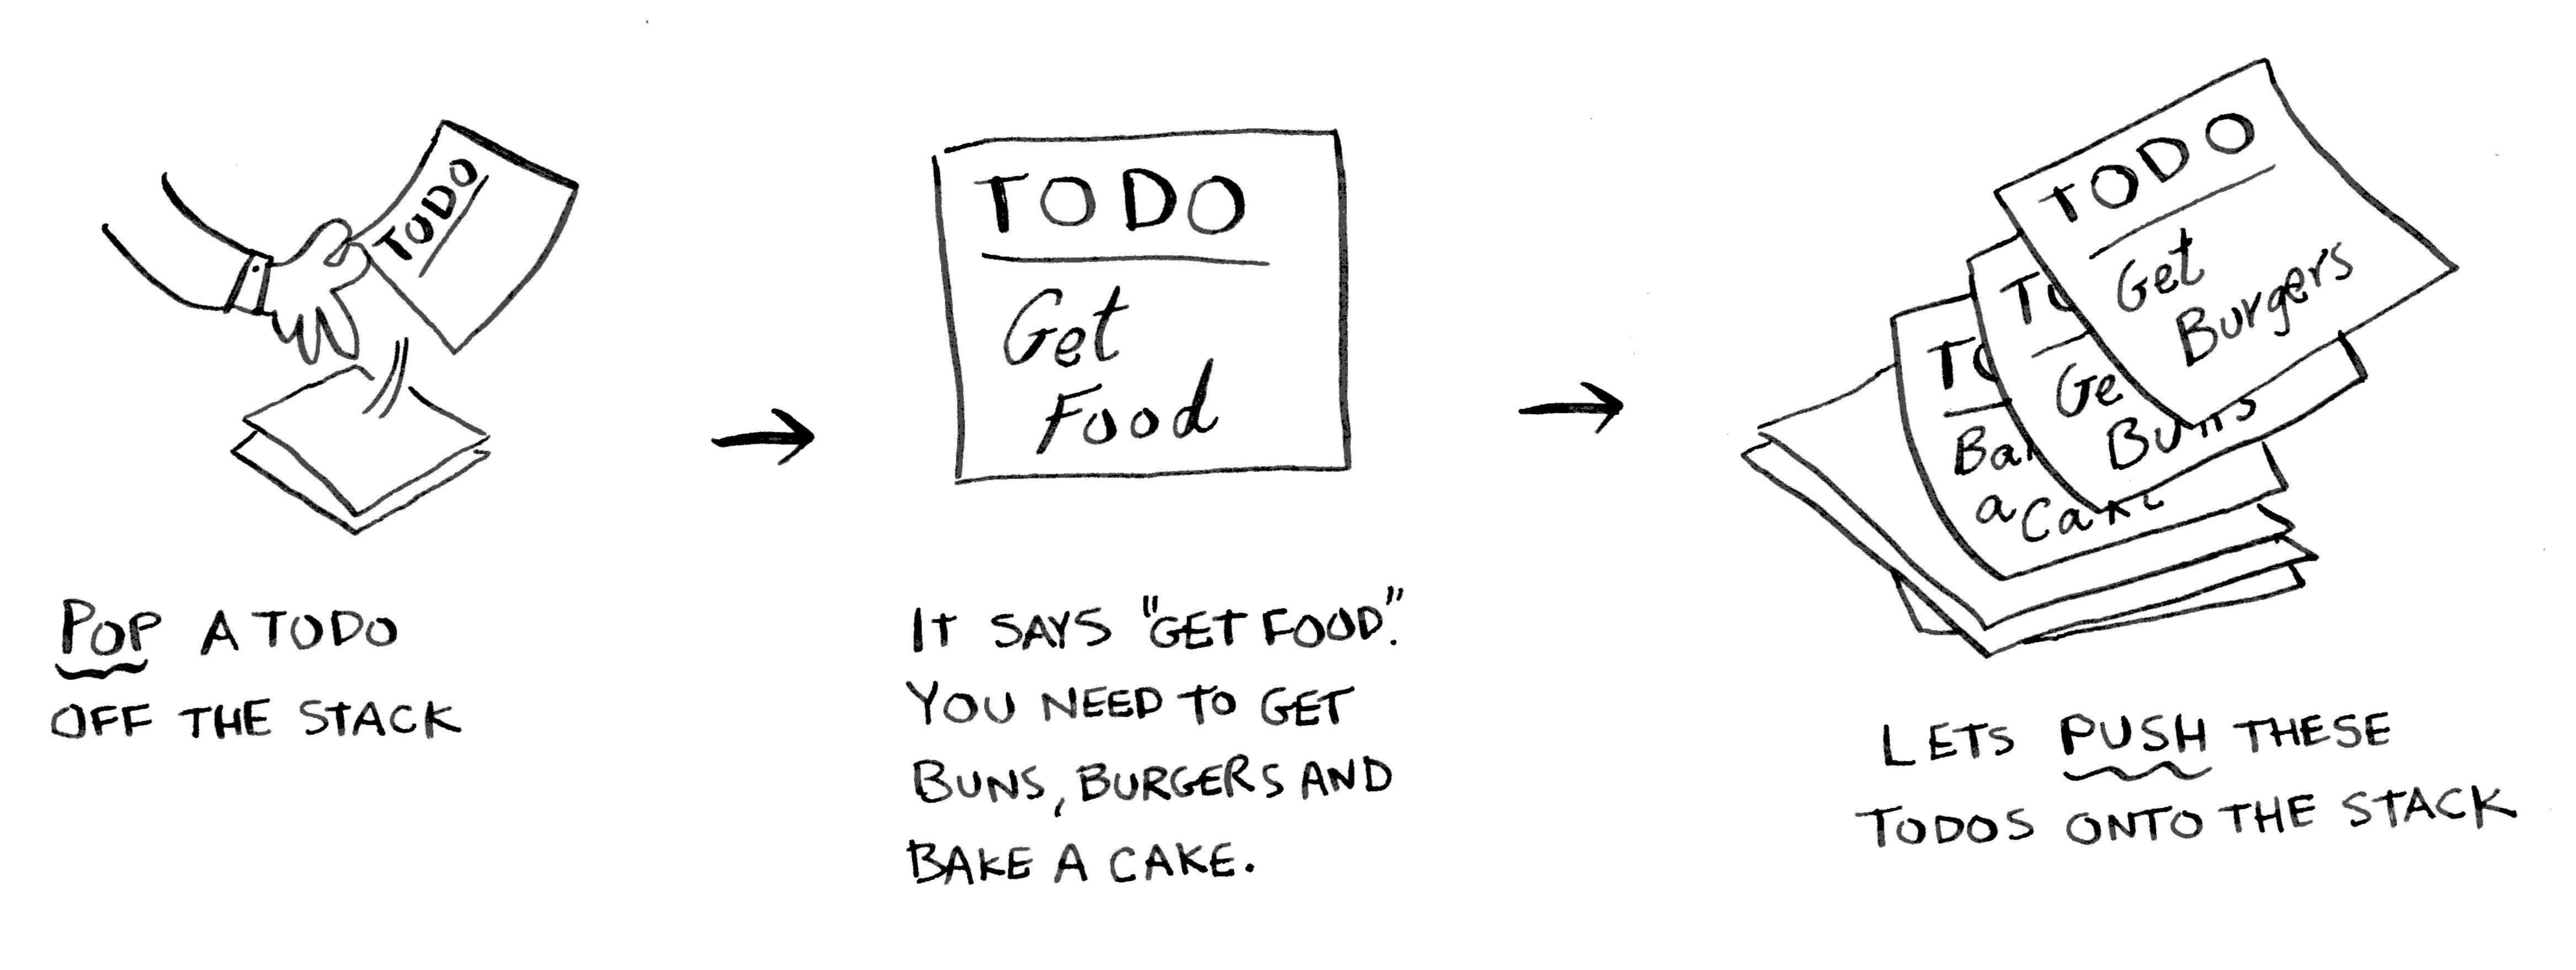 TODO
POP A TODO
OFF THE STACK
TODO
Get
Food
IT SAYS "GET FOOD."
YOU NEED TO GET
BUNS, BURGERS AND
BAKE A CAKE.
TODO
Get
Burgers
TO
Ge
Buns
TO
Ba
a Cake
LETS PUSH THESE
TODOS ONTO THE STACK